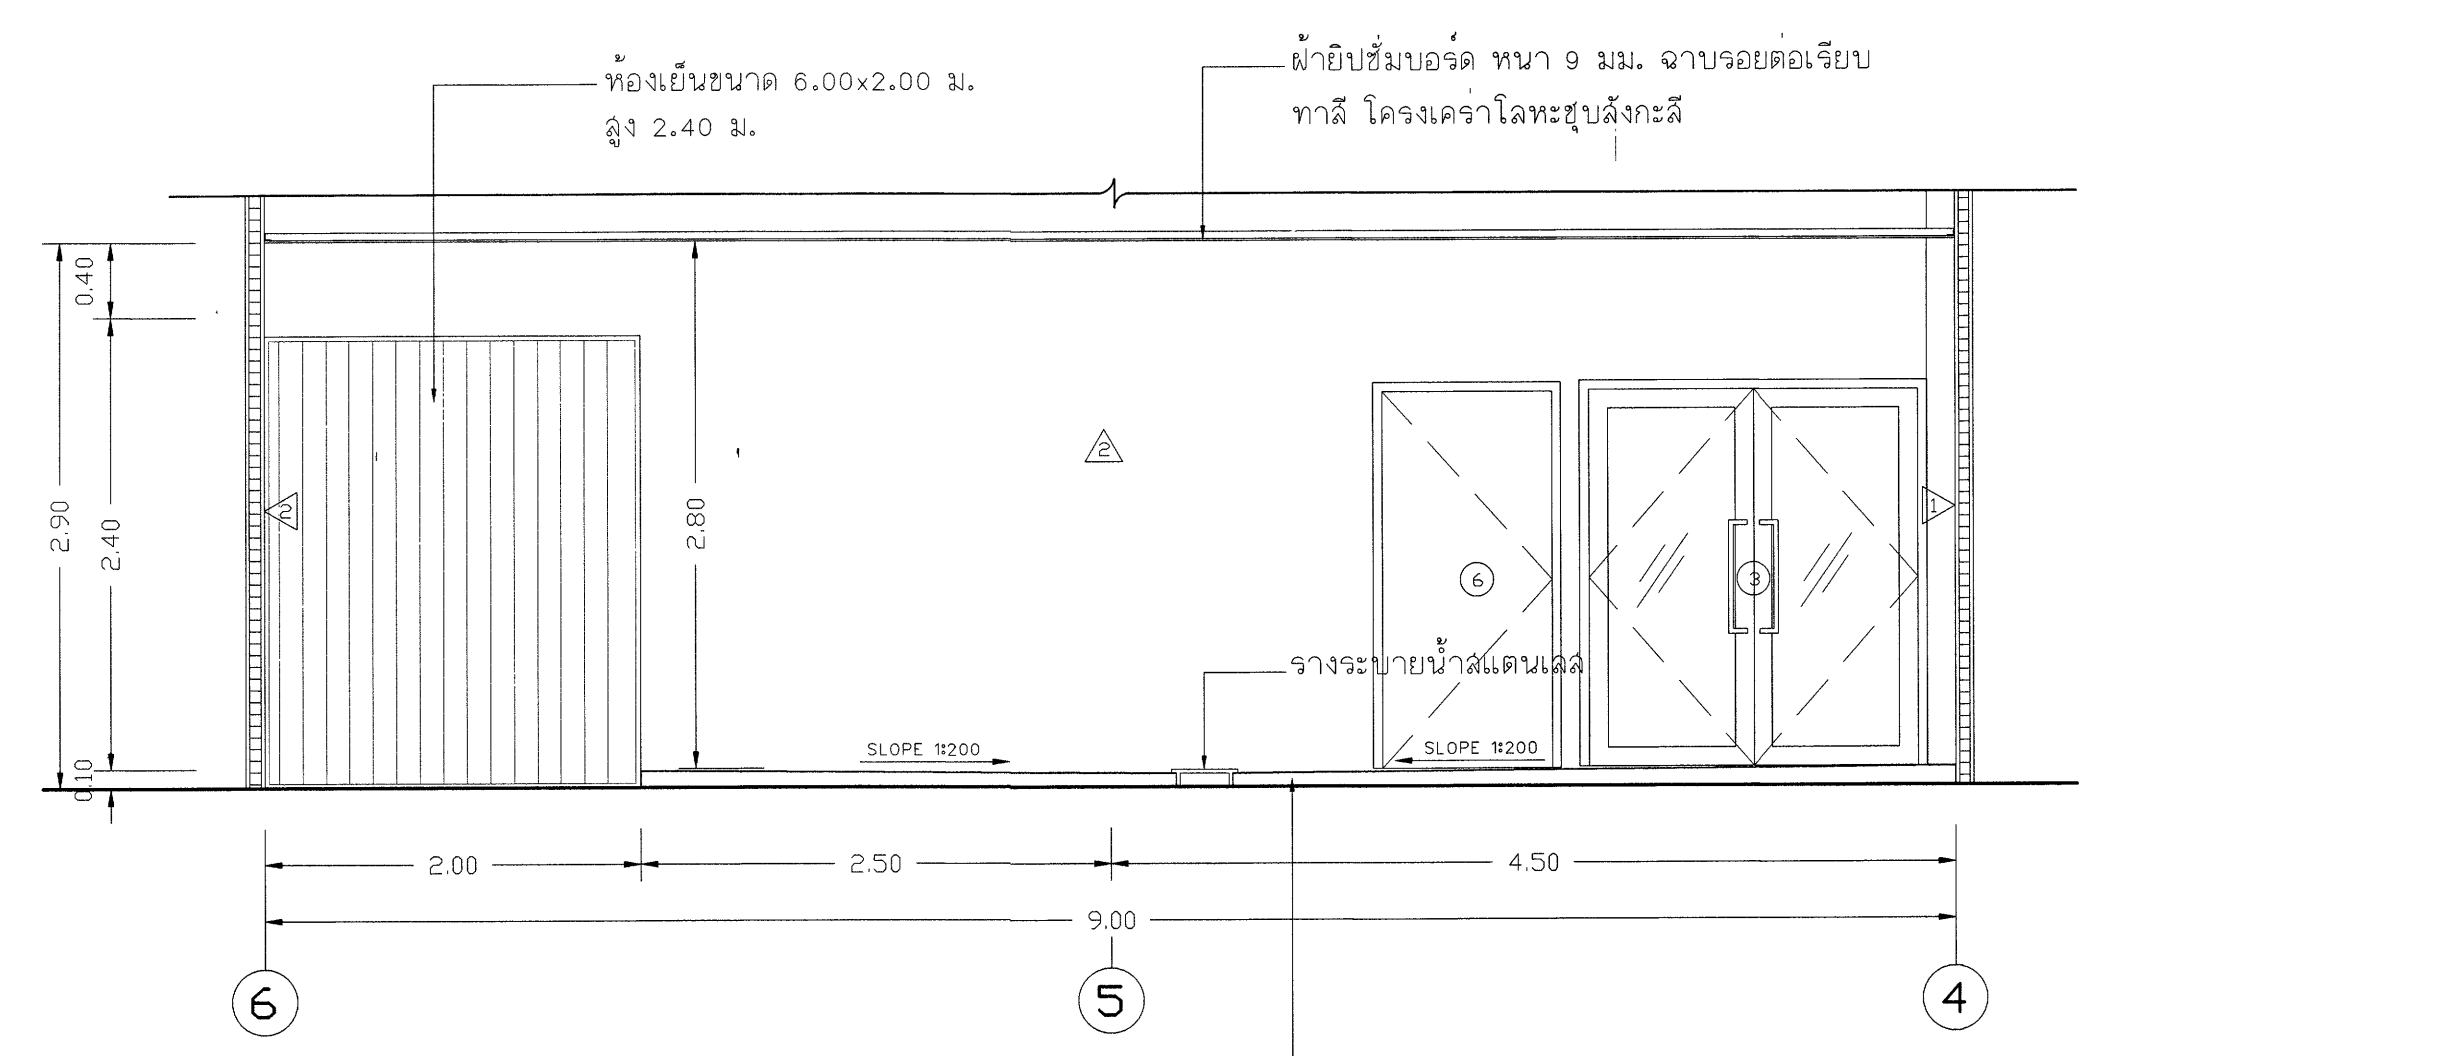 ห้องเย็นขนาด 6.00x2.00 ม.
สูง 2.40 ม.
ฝ้ายิปซั่มบอร์ด หนา 9 มม. ฉาบรอยต่อเรียบ
ทาสี โครงเคร่าโลหะชุบสังกะสี
0.40
2.90
2.40
0.10
2.80
2
2
1
6
3
รางระบายน้ำสแตนเลส
SLOPE 1:200
SLOPE 1:200
2.00
2.50
4.50
9.00
6
5
4